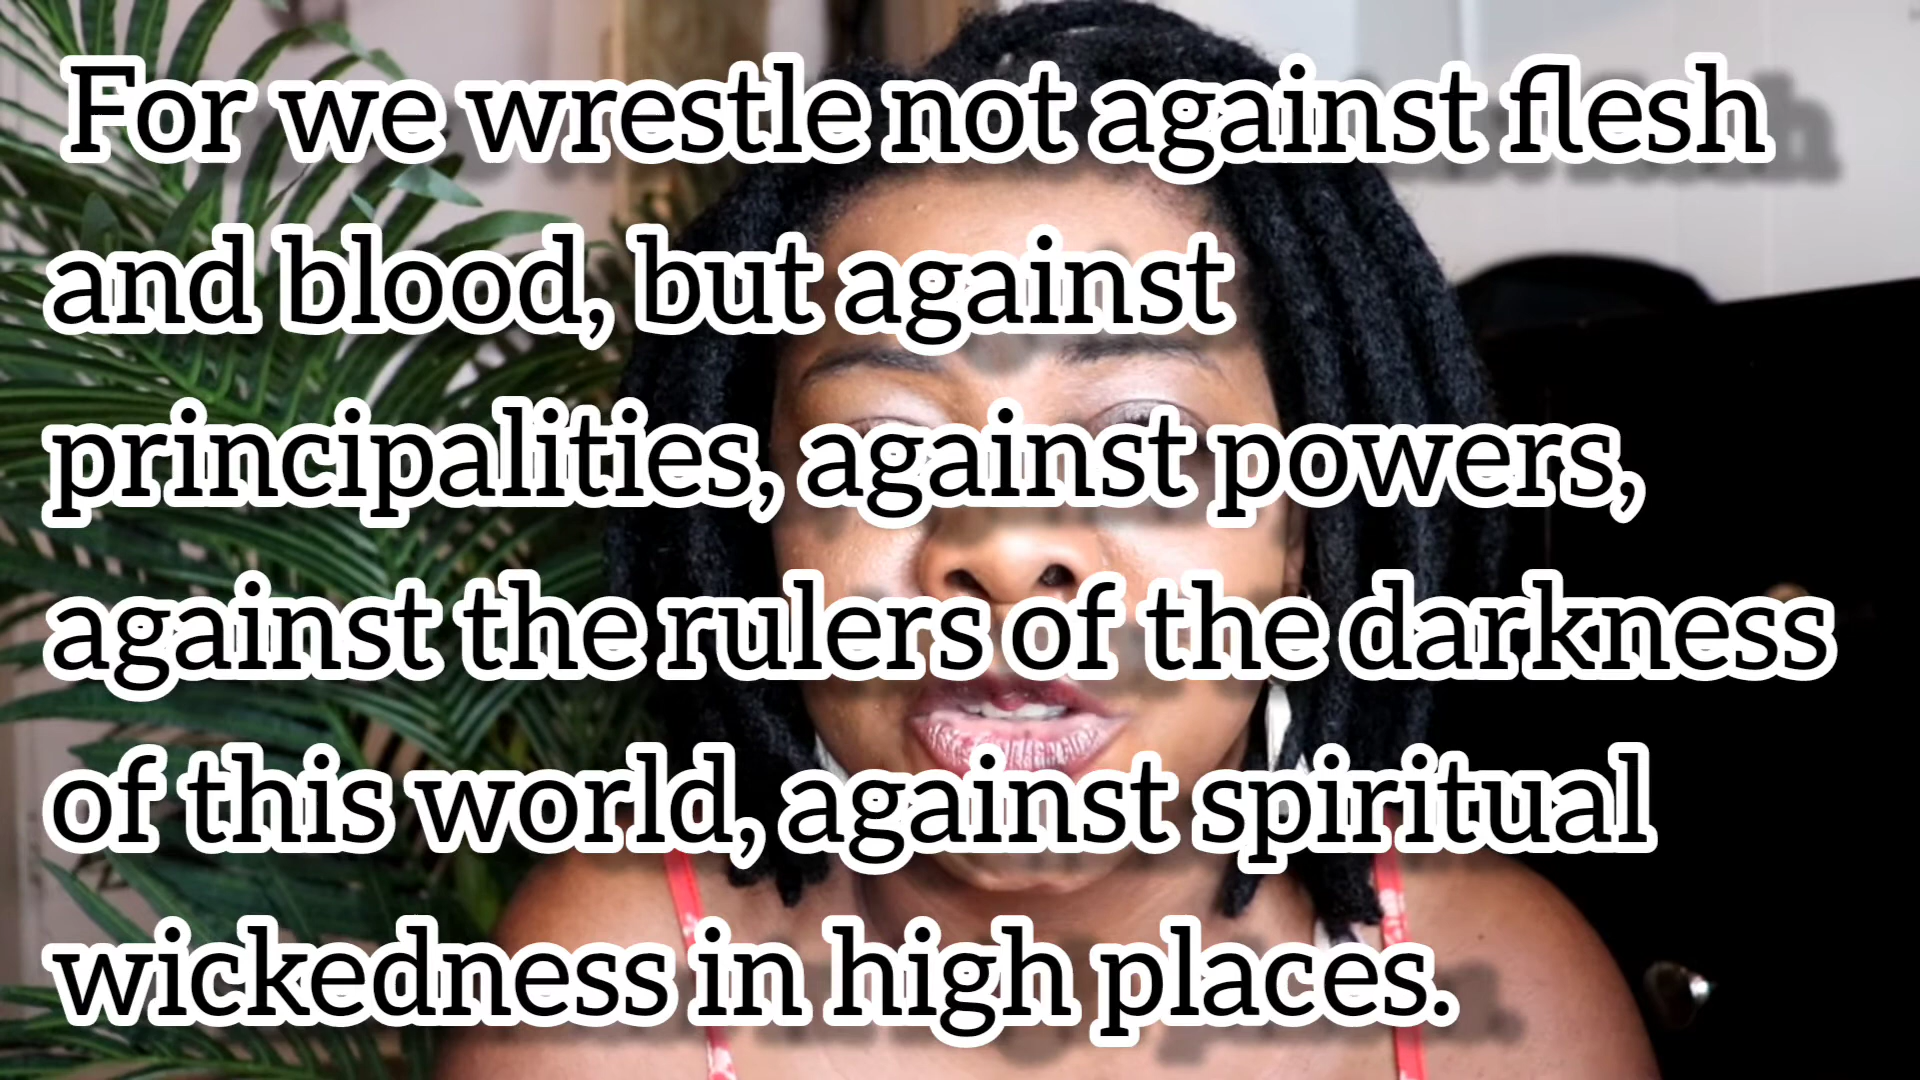 For we wrestle not against flesh
and blood, but against
principalities, against powers,
against the rulers of the darkness
of this world, against spiritual
wickedness in high places.